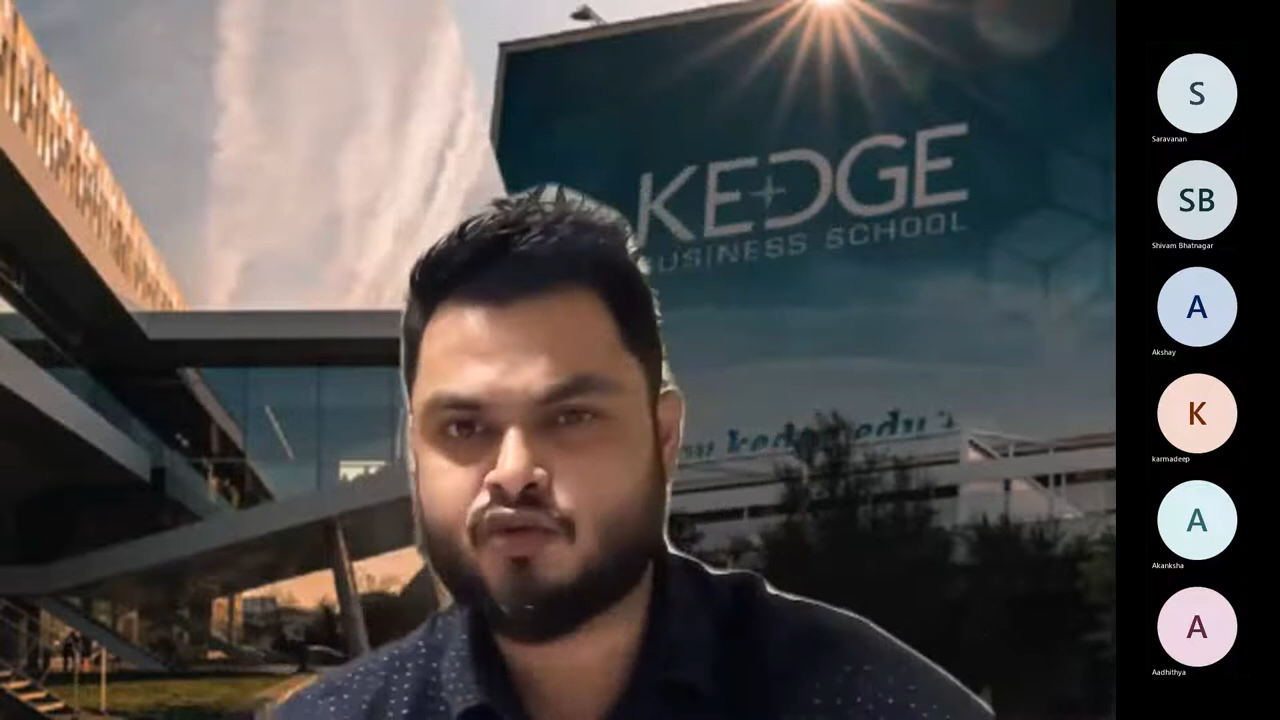 KEDGE
BUSINESS SCHOOL
S
Saravanan
SB
Shivam Bhatnagar
A
Akshay
K
karmadeep
A
Akanksha
A
Aadhithya